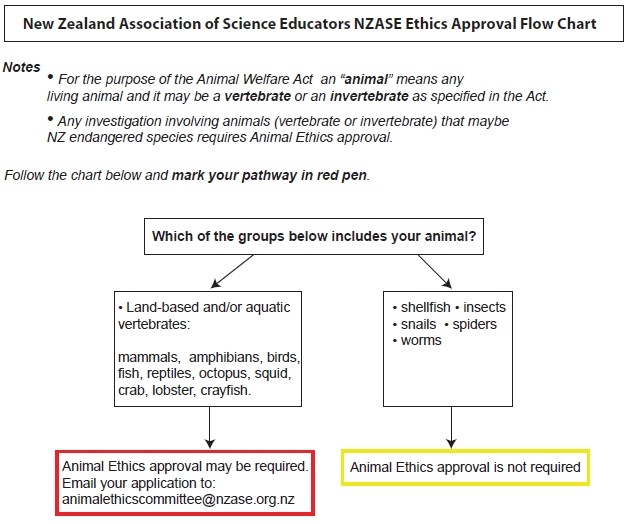 New Zealand Association of Science Educators NZASE Ethics Approval Flow Chart
Notes
• For the purpose of the Animal Welfare Act an “animal” means any
living animal and it may be a vertebrate or an invertebrate as specified in the Act.
• Any investigation involving animals (vertebrate or invertebrate) that maybe
NZ endangered species requires Animal Ethics approval.
Follow the chart below and mark your pathway in red pen.
Which of the groups below includes your animal?
• Land-based and/or aquatic
vertebrates:
mammals, amphibians, birds,
fish, reptiles, octopus, squid,
crab, lobster, crayfish.
• shellfish • insects
• snails • spiders
• worms
Animal Ethics approval may be required.
Email your application to:
animalethicscommittee@nzase.org.nz
Animal Ethics approval is not required